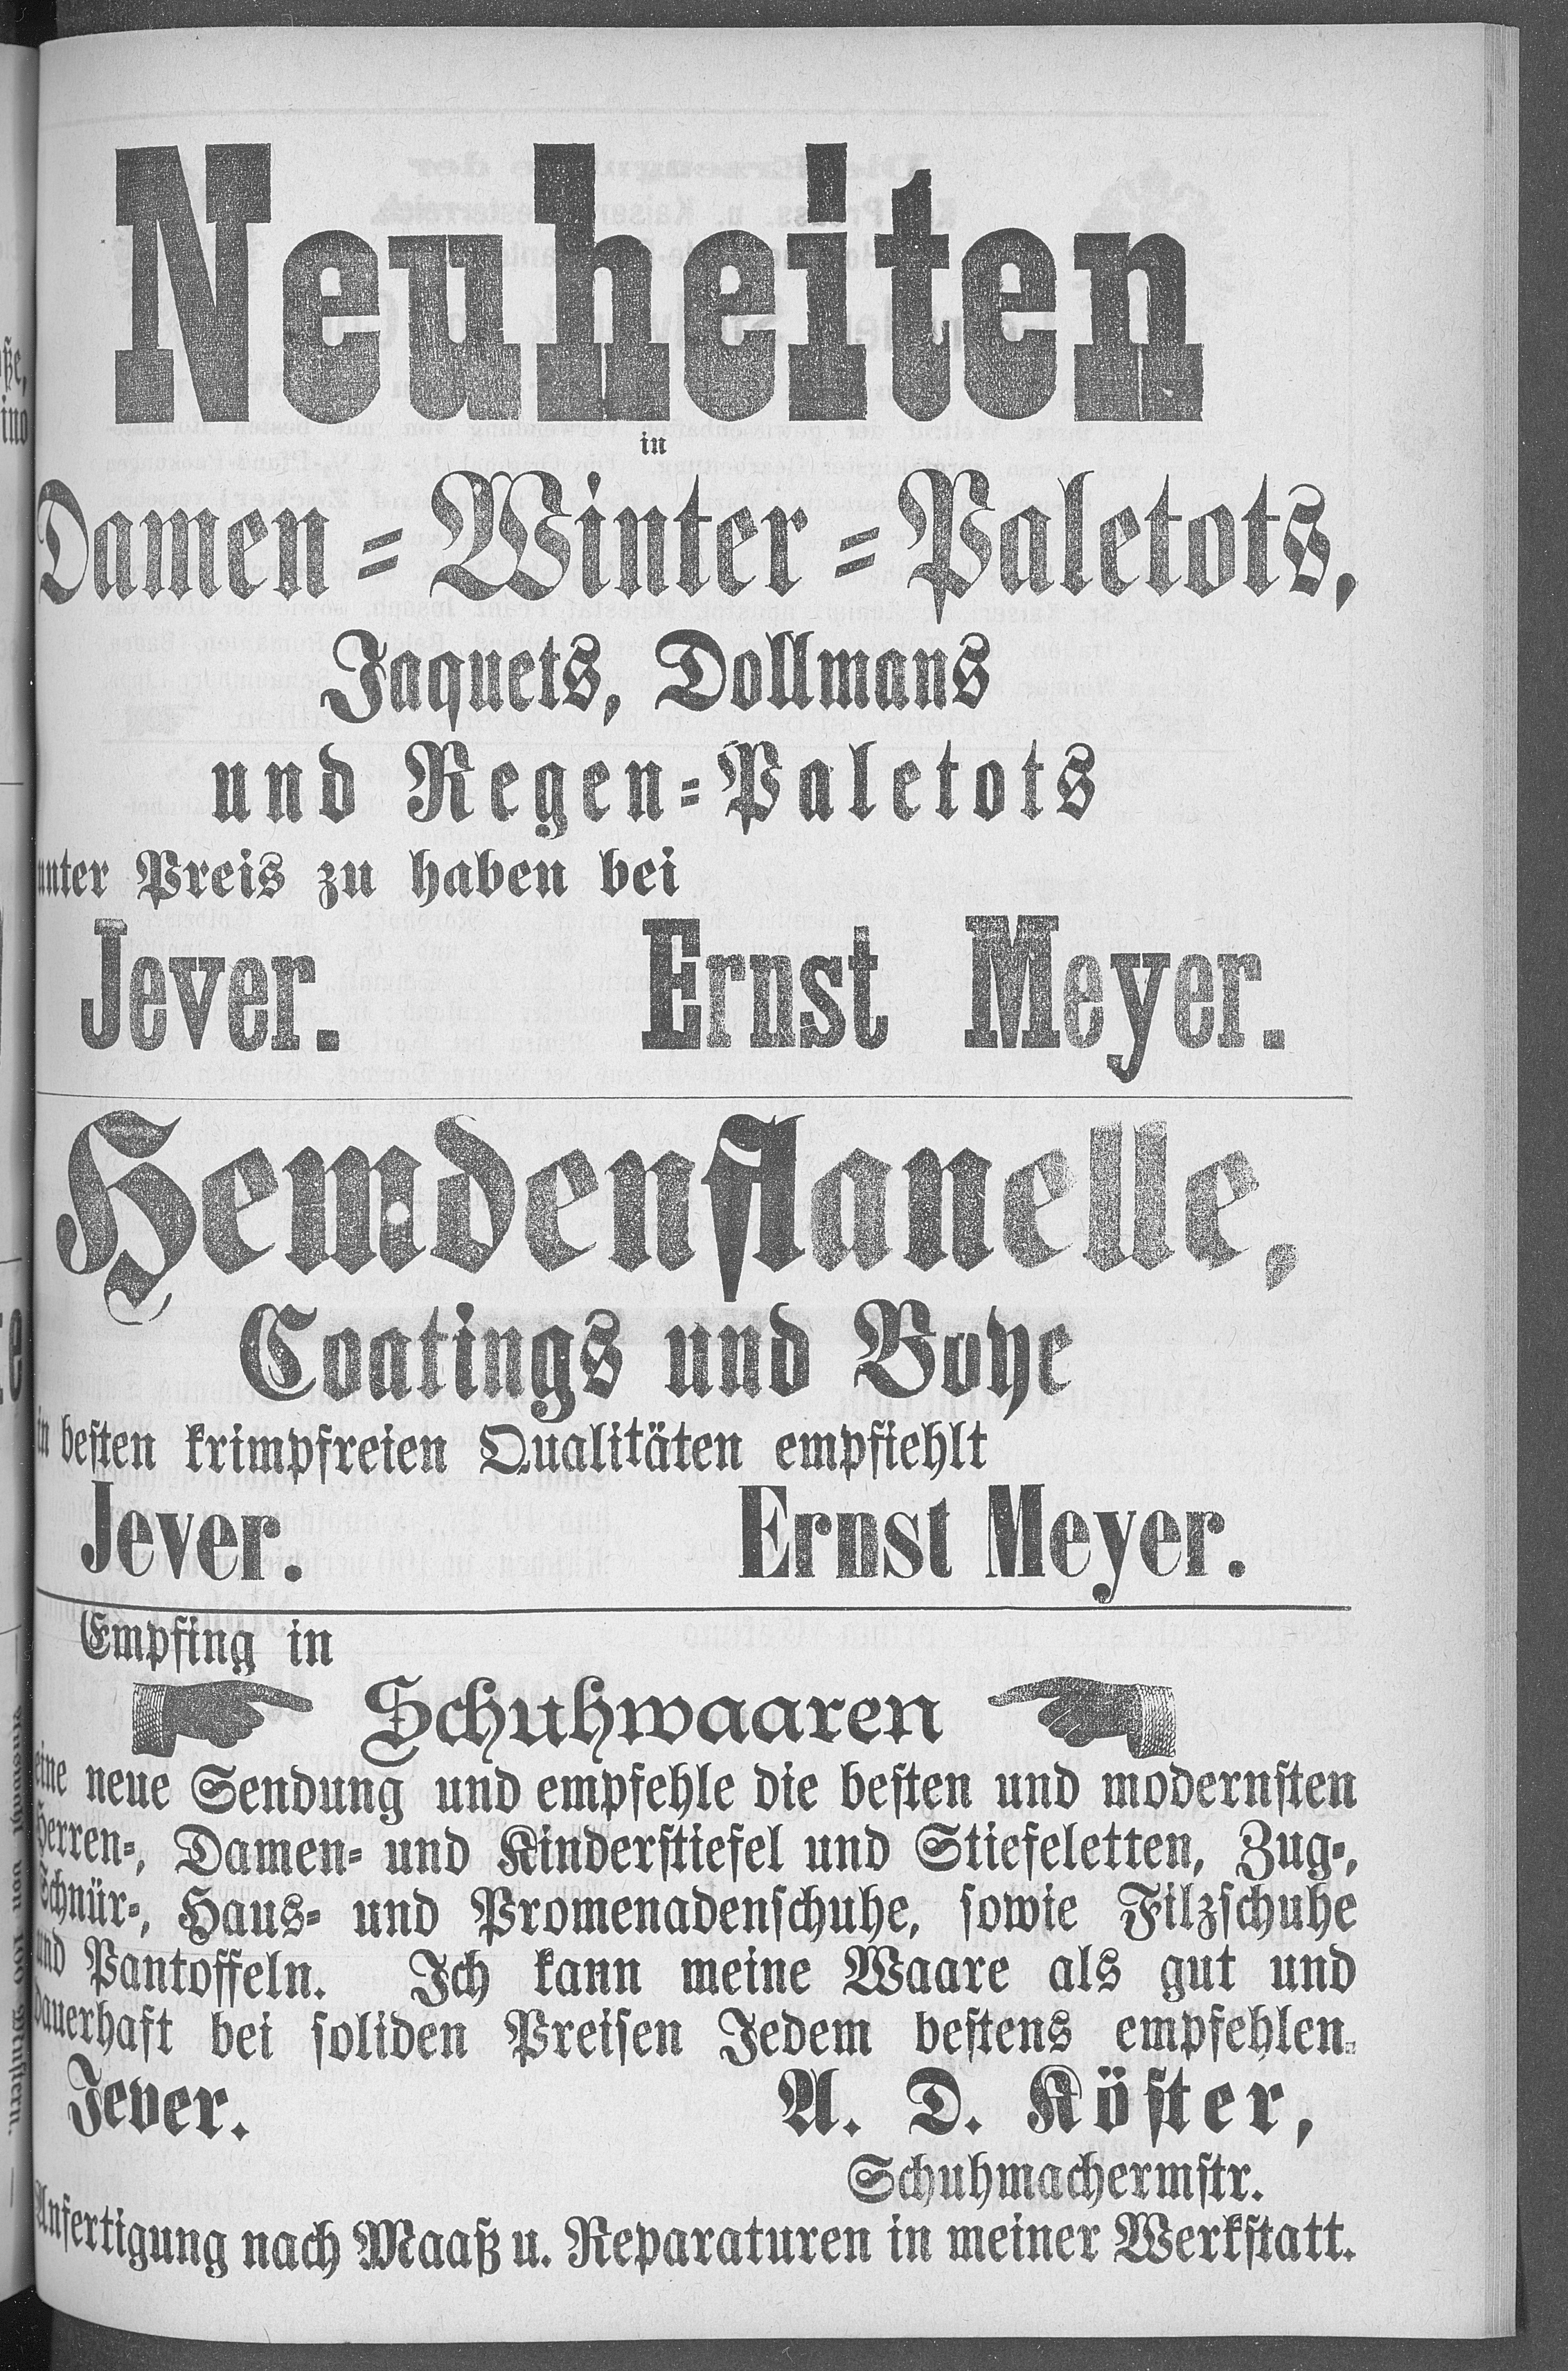 Neuheiten
in
Damen=Winter=Paletots,
Jaquets, Dollmans
und Regen=Paletots
unter Preis zu haben bei
Jever. Ernst Meyer.
Hemdenflanelle,
Coatings und Boye
in besten krimpfreien Qualitäten empfiehlt
Jever. Ernst Meyer.
Empfing in
Schuhwaaren
eine neue Sendung und empfehle die besten und modernsten
Herren=, Damen= und Kinderstiefel und Stiefeletten, Zug=,
Schnür=, Haus= und Promenadenschuhe, sowie Filzschuhe
und Pantoffeln. Ich kann meine Waare als gut und
dauerhaft bei soliden Preisen Jedem bestens empfehlen.
Jever. A. D. Köster,
Schuhmachermstr.
Anfertigung nach Maaß u. Reparaturen in meiner Werkstatt.